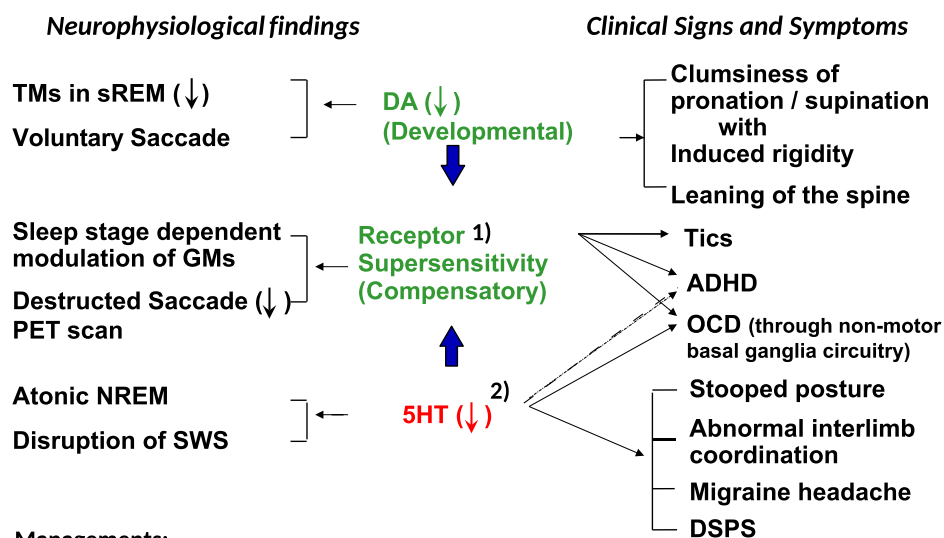 Neurophysiological findings
Clinical Signs and Symptoms
TMs in sREM (↓)
Voluntary Saccade
DA (↓)
(Developmental)
Clumsiness of
pronation / supination
with
Induced rigidity
Leaning of the spine
Sleep stage dependent
modulation of GMs
Destructed Saccade (↓)
PET scan
Receptor 1)
Supersensitivity
(Compensatory)
Tics
ADHD
OCD (through non-motor
basal ganglia circuitry)
Atonic NREM
Disruption of SWS
5HT (↓) 2)
Stooped posture
Abnormal interlimb
coordination
Migraine headache
DSPS
Managements: